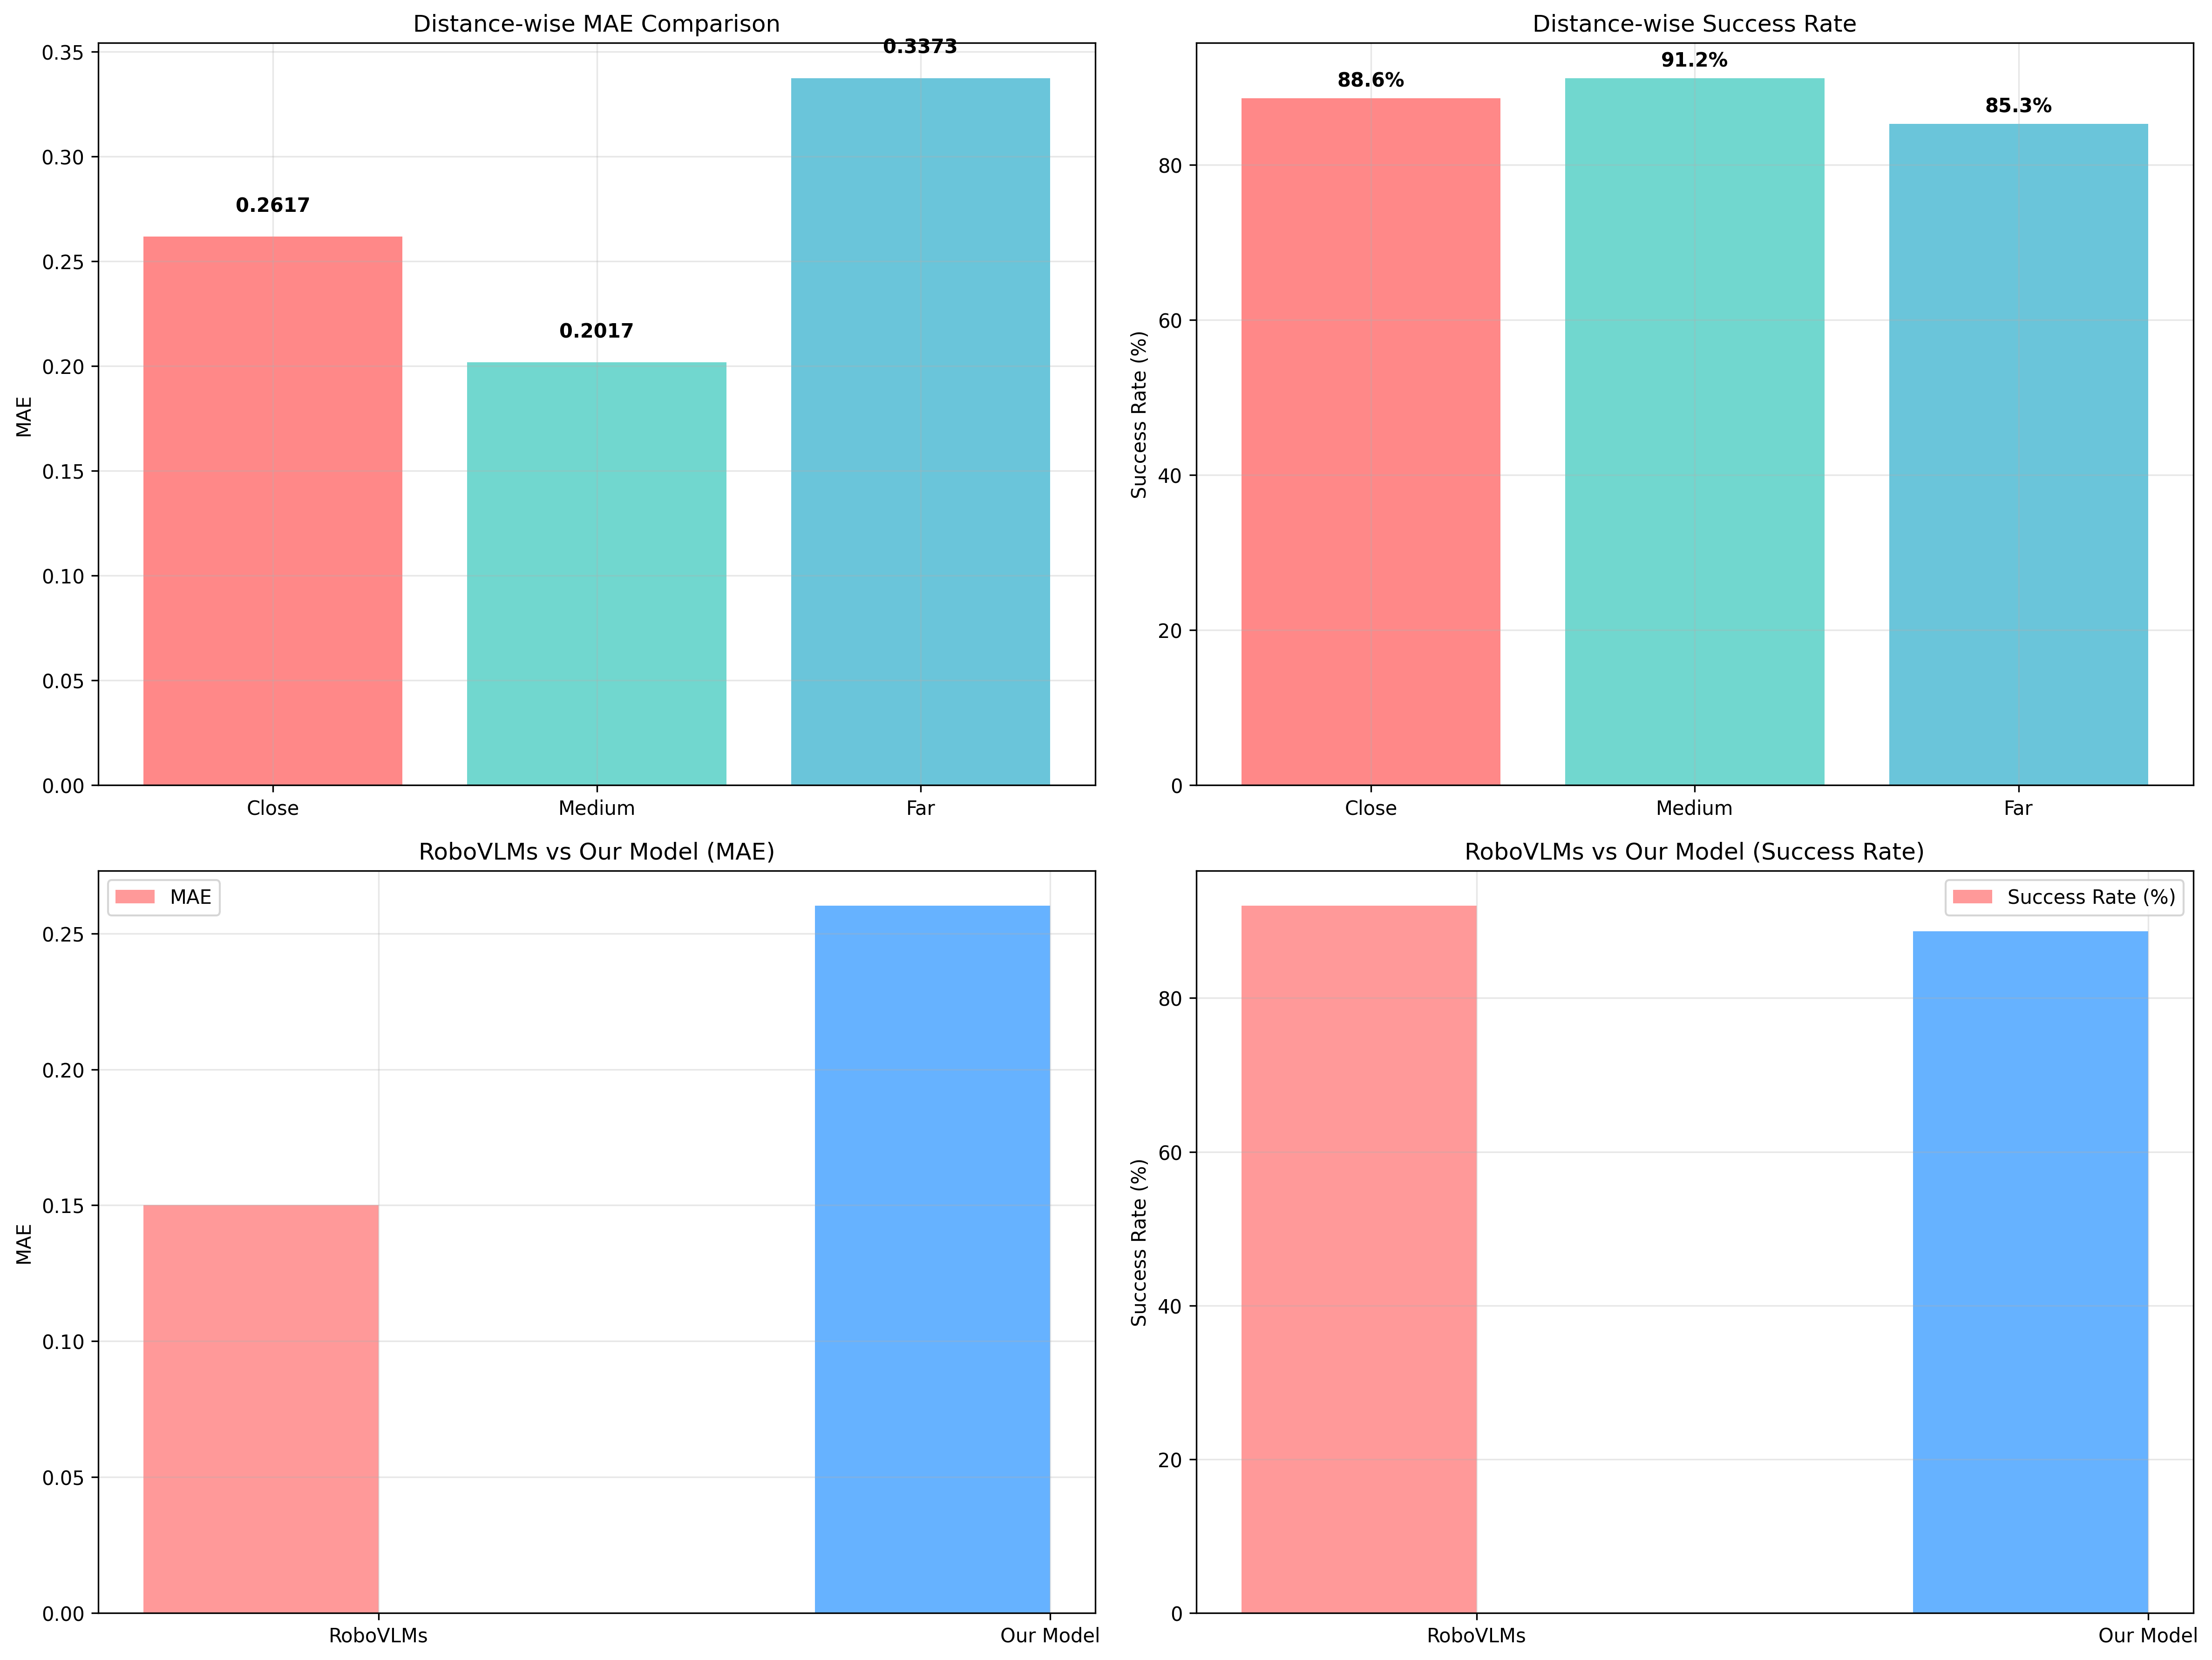 Distance-wise MAE Comparison
0.35
0.30
0.25
0.20
0.15
0.10
0.05
0.00
MAE
0.2617
0.2017
0.3373
Close
Medium
Far
Distance-wise Success Rate
80
60
40
20
0
Success Rate (%)
88.6%
91.2%
85.3%
Close
Medium
Far
RoboVLMs vs Our Model (MAE)
MAE
0.25
0.20
0.15
0.10
0.05
0.00
MAE
RoboVLMs
Our Model
RoboVLMs vs Our Model (Success Rate)
Success Rate (%)
80
60
40
20
0
Success Rate (%)
RoboVLMs
Our Model